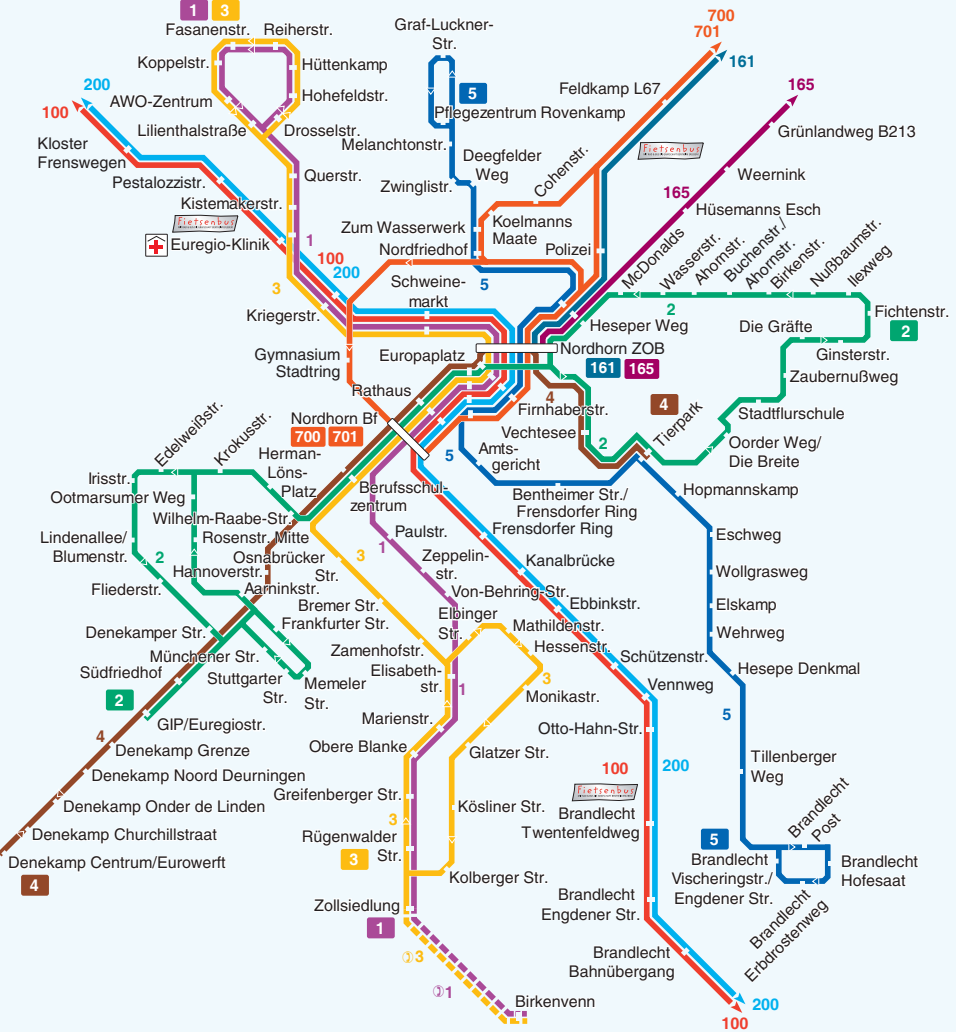 1 3
Fasanenstr. Reiherstr.
Koppelstr.
Hüttenkamp
AWO-Zentrum
Hohefeldstr.
Lilienthalstraße
Drosselstr.
Querstr.
200
100
Kloster
Frenswegen
Pestalozzistr.
Kistemakerstr.
Fietsenbus
Euregio-Klinik
1
100
200
3
Kriegerstr.
Graf-Luckner-
Str.
5
Pflegezentrum Rovenkamp
Melanchtonstr.
Deegfelder
Weg
Zwinglistr.
Cohenstr.
Zum Wasserwerk
Koelmanns
Maate
Nordfriedhof
Polizei
5
Schweine-
markt
700
701
161
Feldkamp L67
Fietsenbus
165
Grünlandweg B213
Weernink
165
Hüsemanns Esch
McDonalds
Wasserstr.
Ahornstr.
Buchenstr./
Ahornstr.
Birkenstr.
Nußbaumstr.
Ilexweg
2
Fichtenstr.
2
Heseper Weg
Die Gräfte
Ginsterstr.
Zaubernußweg
Stadtflurschule
Oorder Weg/
Die Breite
Tierpark
4
Gymnasium
Stadtring
Europaplatz
Nordhorn ZOB
161 165
Rathaus
4
Firnhaberstr.
Vechtesee
2
Nordhorn Bf
700 701
5
Amts-
gericht
Bentheimer Str./
Frensdorfer Ring
Hopmannskamp
Eschweg
Wollgrasweg
Elskamp
Wehrweg
Hesepe Denkmal
5
Tillenberger
Weg
Brandlecht
Post
5
Brandlecht
Vischeringstr./
Engdener Str.
Brandlecht
Hofesaat
Brandlecht
Erbdrostenweg
Edelweißstr.
Krokusstr.
Herman-
Löns-
Platz
Irisstr.
Ootmarsumer Weg
Wilhelm-Raabe-Str.
Lindenallee/
Blumenstr.
Rosenstr.
Mitte
2
Osnabrücker
Str.
Hannoverstr.
Fliederstr.
Aarninkstr.
Bremer Str.
Frankfurter Str.
Denekamper Str.
Münchener Str.
Südfriedhof
Stuttgarter
Str.
Memeler
Str.
2
GIP/Euregiostr.
4
Denekamp Grenze
Denekamp Noord Deurningen
Denekamp Onder de Linden
Denekamp Churchillstraat
Denekamp Centrum/Eurowerft
4
Berufsschul-
zentrum
Paulstr.
1
3
Zeppelin-
str.
Von-Behring-Str.
Elbinger
Str.
Zamenhofstr.
Elisabeth-
str.
1
3
Monikastr.
Marienstr.
Obere Blanke
Glatzer Str.
Greifenberger Str.
3
Kösliner Str.
Rügenwalder
Str.
3
Kolberger Str.
Zollsiedlung
1
3
1
Birkenvenn
Frensdorfer Ring
Kanalbrücke
Ebbinkstr.
Mathildenstr.
Hessenstr.
Schützenstr.
Vennweg
Otto-Hahn-Str.
100
200
Fietsenbus
Brandlecht
Twentenfeldweg
Brandlecht
Engdener Str.
Brandlecht
Bahnübergang
200
100